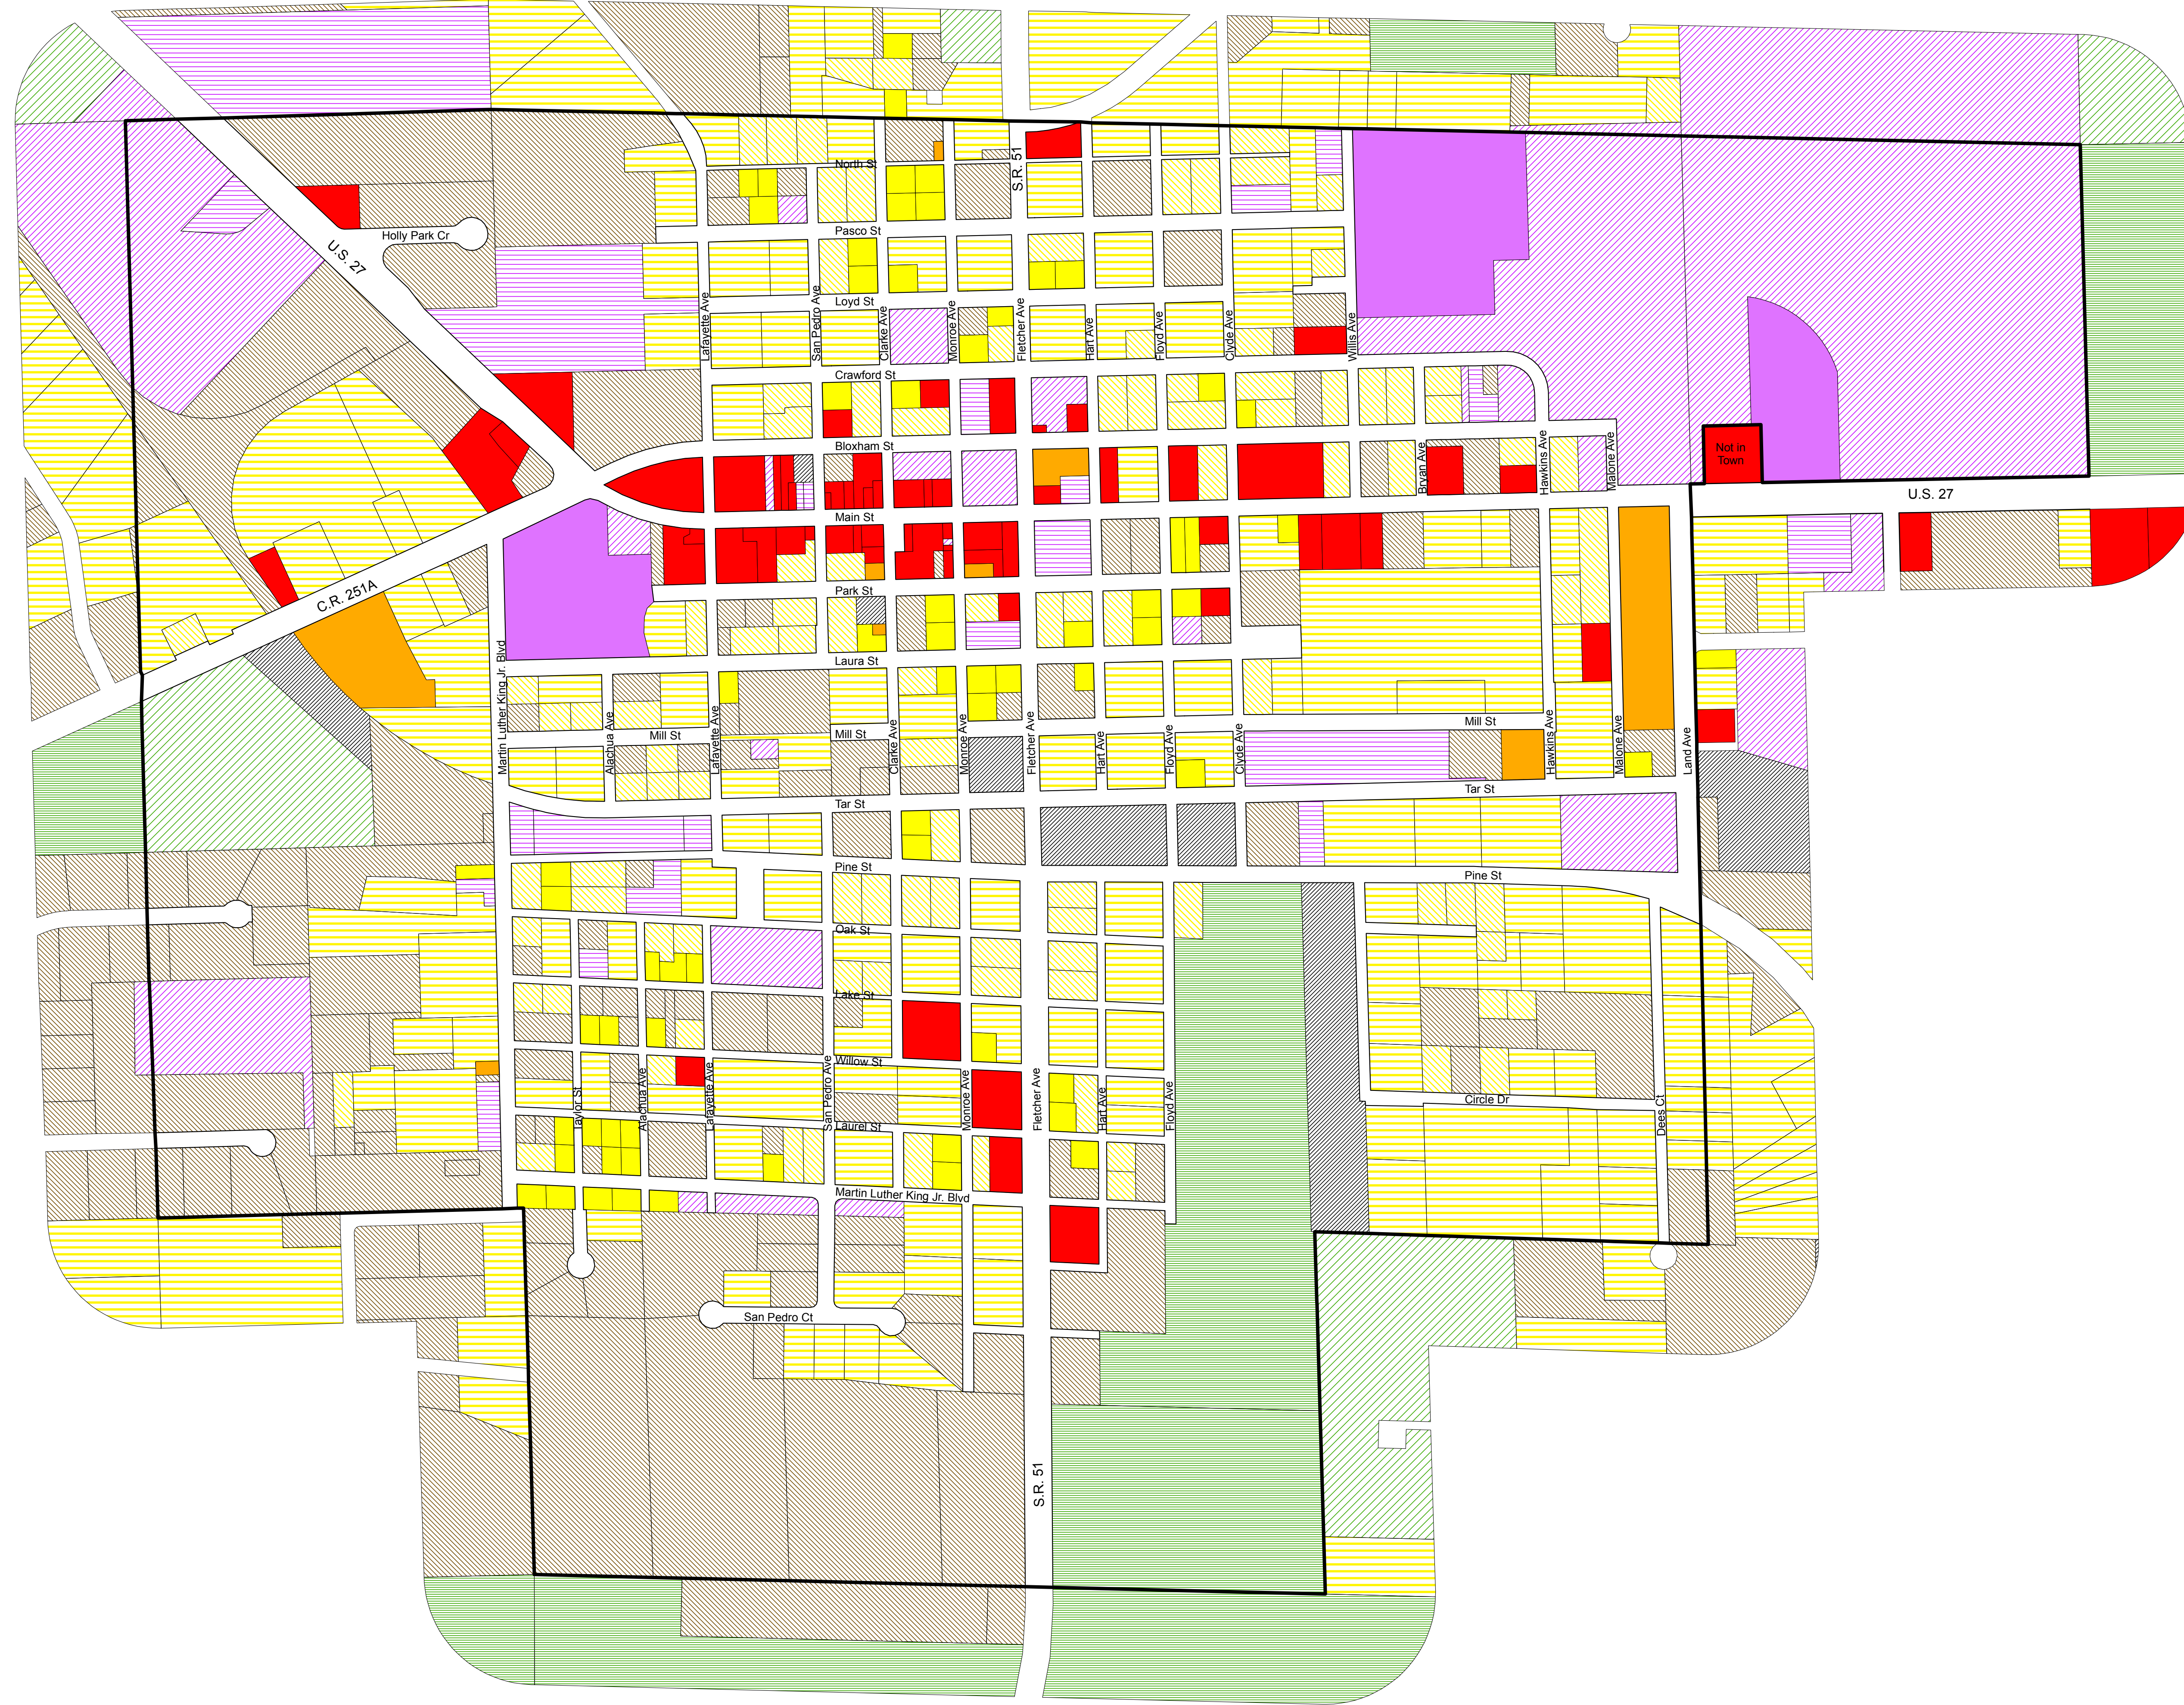 North St
S.R. 51
Holly Park Cr
Pasco St
U.S. 27
Lafayette Ave
San Pedro Ave
Loyd St
Clarke Ave
Monroe Ave
Fletcher Ave
Hart Ave
Floyd Ave
Clyde Ave
Willis Ave
Crawford St
Bloxham St
Bryan Ave
Hawkins Ave
Malone Ave
Not in
Town
U.S. 27
Main St
C.R. 251A
Park St
Martin Luther King Jr. Blvd
Laura St
Alachua Ave
Mill St
Lafayette Ave
Mill St
Clarke Ave
Monroe Ave
Fletcher Ave
Hart Ave
Floyd Ave
Clyde Ave
Mill St
Hawkins Ave
Malone Ave
Land Ave
Tar St
Tar St
Pine St
Pine St
Oak St
Lake St
Willow St
Taylor St
Alachua Ave
Lafayette Ave
San Pedro Ave
Monroe Ave
Fletcher Ave
Hart Ave
Floyd Ave
Circle Dr
Dees Ct
Laurel St
Martin Luther King Jr. Blvd
San Pedro Ct
S.R. 51